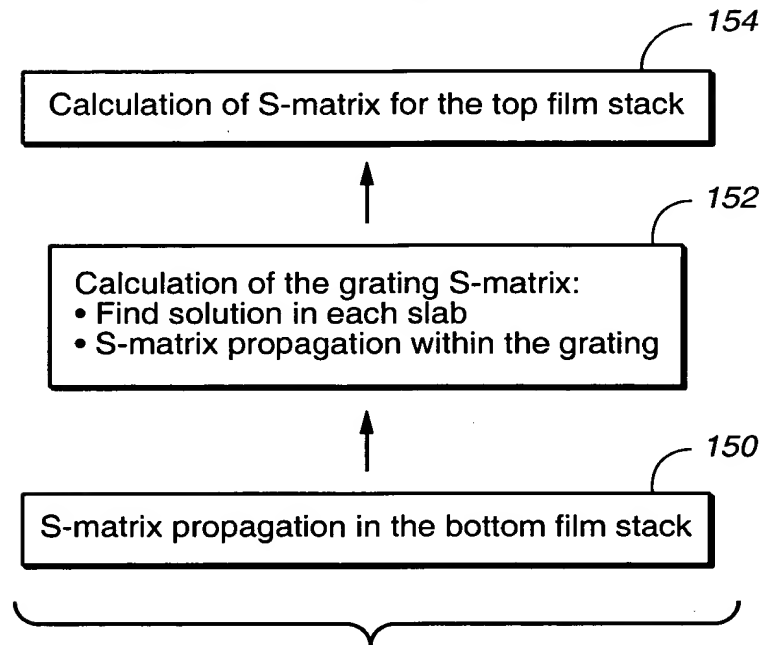 154
Calculation of S-matrix for the top film stack
152
Calculation of the grating S-matrix:
• Find solution in each slab
• S-matrix propagation within the grating
150
S-matrix propagation in the bottom film stack